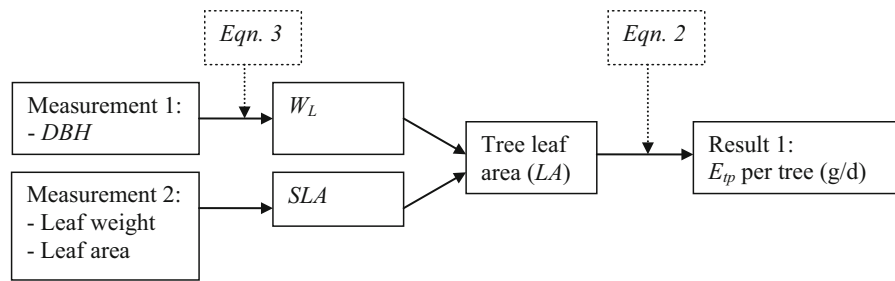 Eqn. 3
Eqn. 2
Measurement 1:
- DBH
W_L
Tree leaf
area (LA)
Result 1:
E_tp per tree (g/d)
Measurement 2:
- Leaf weight
- Leaf area
SLA